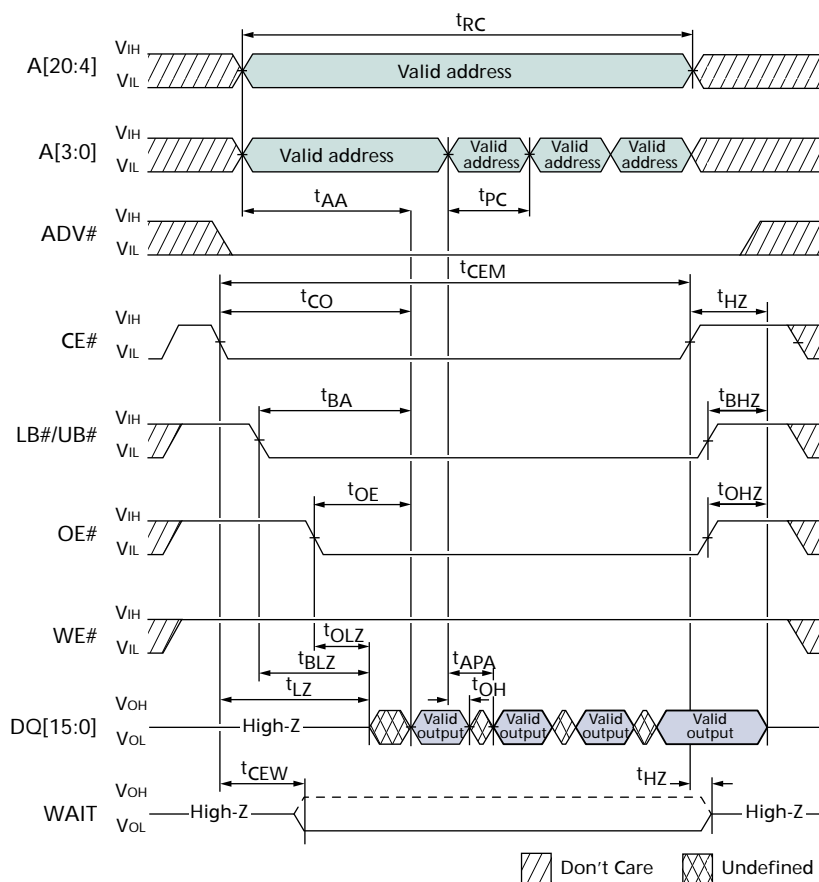 tRC
A[20:4] VIH VIL Valid address
A[3:0] VIH VIL Valid address Valid address Valid address Valid address
tAA tPC
ADV# VIH VIL
tCEM
tCO tHZ
CE# VIH VIL
tBA tBHZ
LB#/UB# VIH VIL
tOE tOHZ
OE# VIH VIL
WE# VIH VIL
tOLZ
tBLZ tAPA
tLZ tOH
DQ[15:0] VOH VOL High-Z Valid output Valid output Valid output Valid output
tCEW tHZ
WAIT VOH VOL High-Z High-Z
Don't Care Undefined